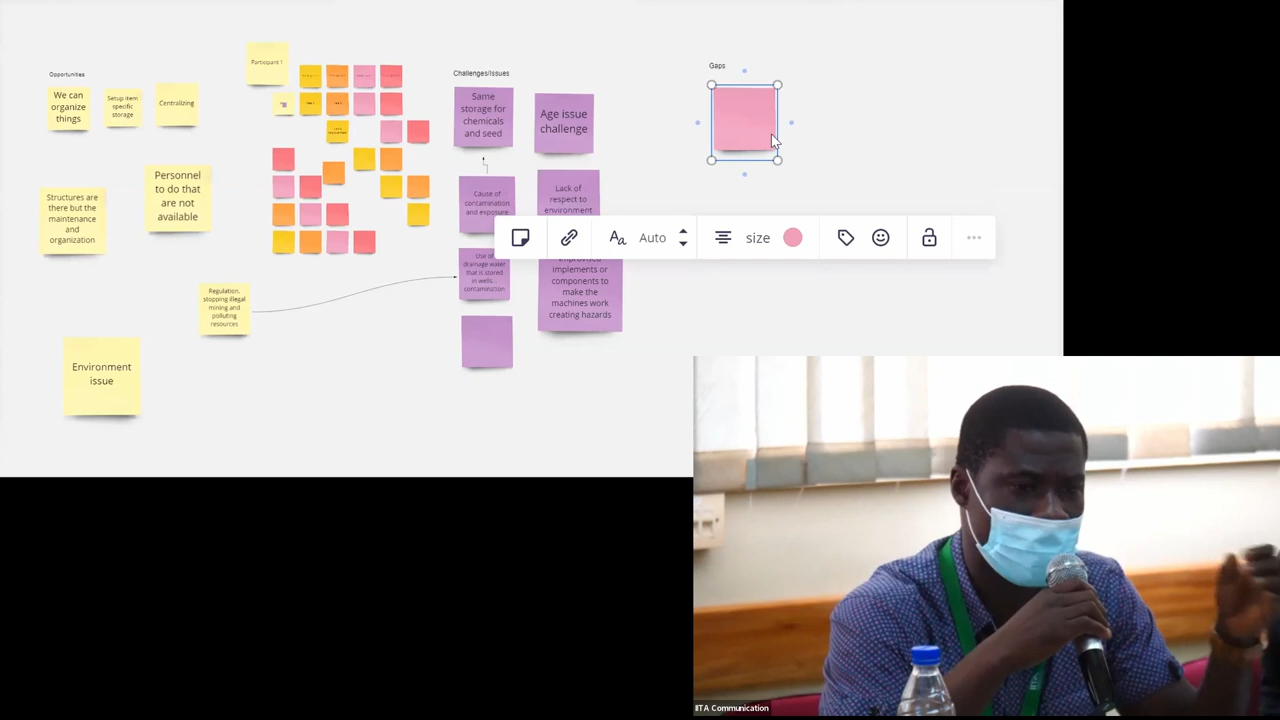 Opportunities
We can
organize
things
Setup item
specific
storage
Centralizing
Structures are
there but the
maintenance
and
organization
Personnel
to do that
are not
available
Regulation,
stopping illegal
mining and
polluting
resources
Environment
issue
Participant 1
Challenges/Issues
Same
storage for
chemicals
and seed
Age issue
challenge
Cause of
contamination
and exposure
Lack of
respect to
environment
Use of
drainage water
that is stored
in wells...
contamination
implements or
components to
make the
machines work
creating hazards
Gaps
Aa
Auto
size
IITA
IITA Communication